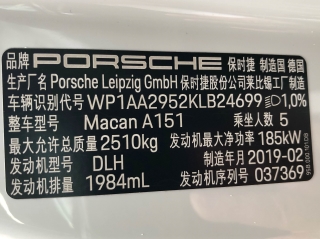 品牌 PORSCHE 保时捷 制造国 德国
生产厂名 Porsche Leipzig GmbH 保时捷股份公司莱比锡工厂制造
车辆识别代号 WP1AA2952KLB24699 1,0%
整车型号 Macan A151 乘坐人数 5
最大允许总质量 2510kg 发动机最大净功率 185kW
发动机型号 DLH 制造年月 2019-02
发动机排量 1984mL 发动机序列号 037369